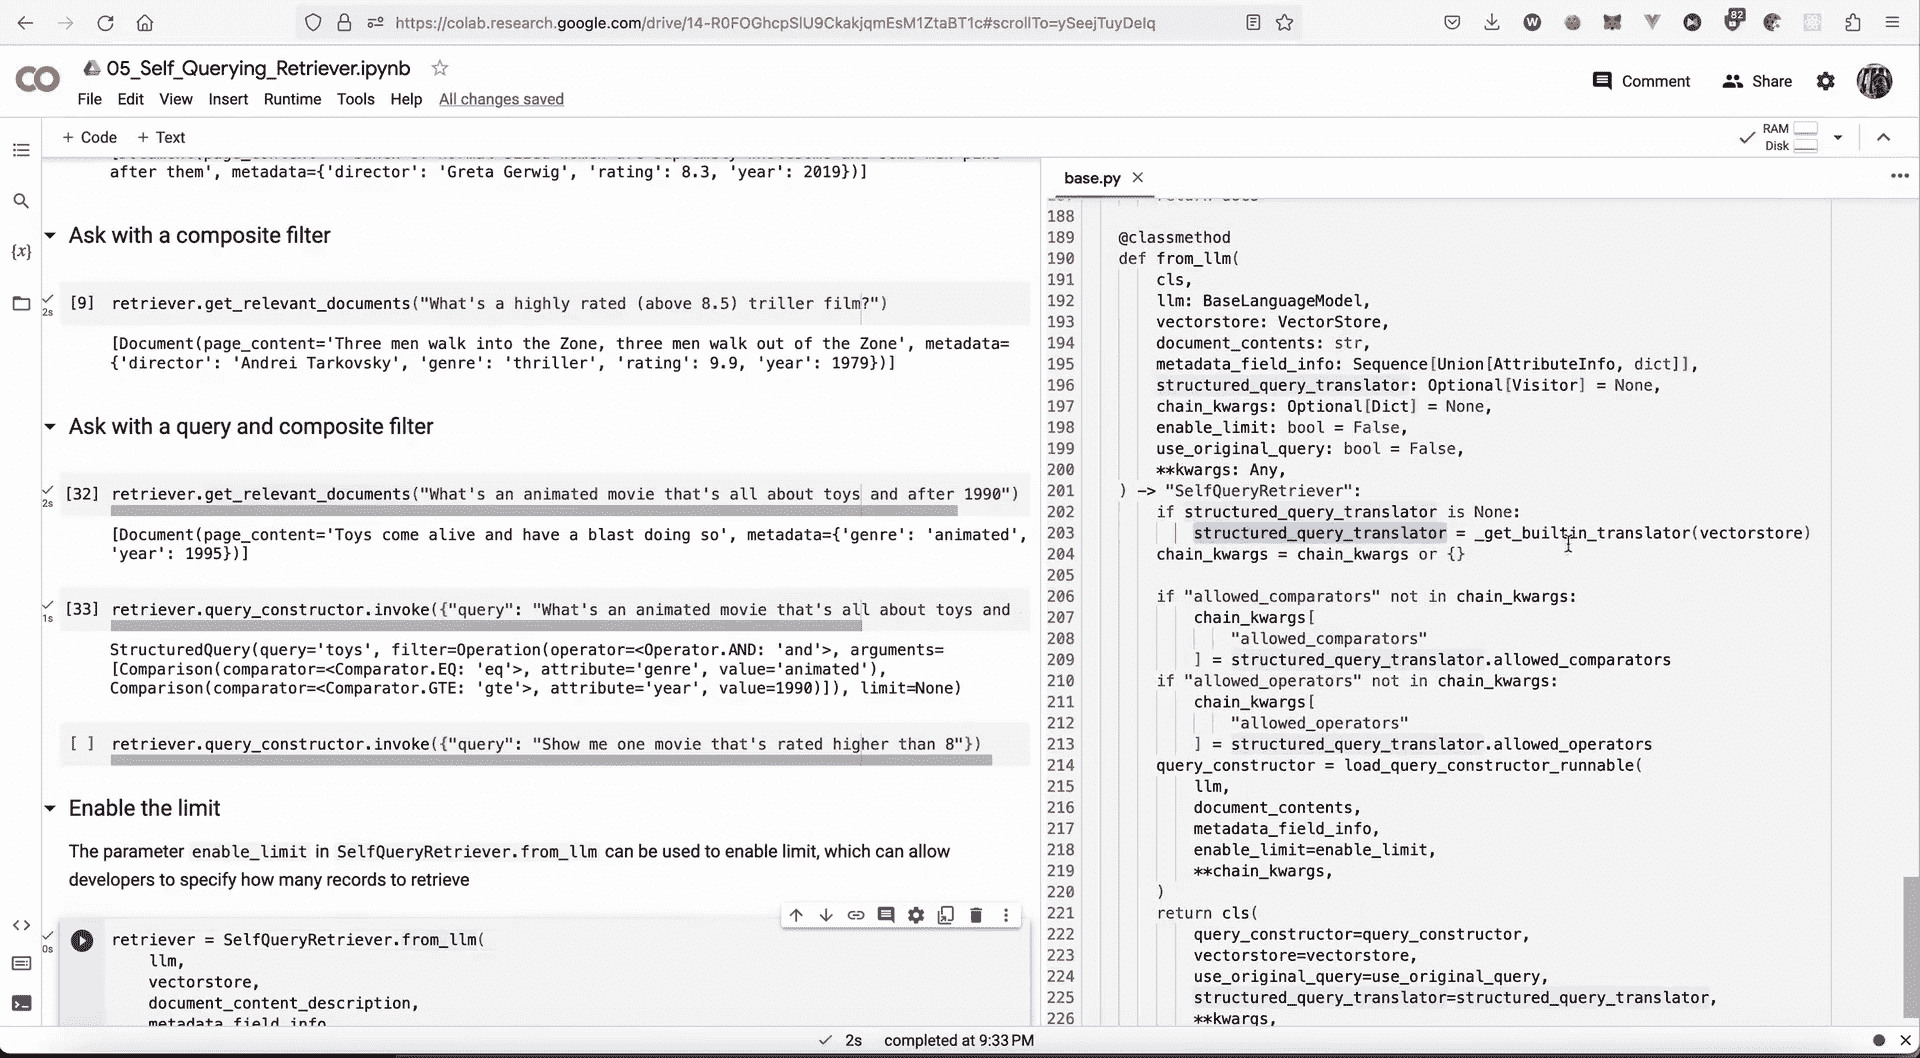 https://colab.research.google.com/drive/14-R0FOGhcpSlU9CkakjqmEsM1ZtaBT1c#scrollTo=ySeejTuyDeIq
82
CO
05_Self_Querying_Retriever.ipynb
Comment
Share
File Edit View Insert Runtime Tools Help All changes saved
+ Code + Text
RAM
Disk
after them', metadata={'director': 'Greta Gerwig', 'rating': 8.3, 'year': 2019})]
Ask with a composite filter
2s
[9] retriever.get_relevant_documents("What's a highly rated (above 8.5) triller film?")
[Document(page_content='Three men walk into the Zone, three men walk out of the Zone', metadata=
{'director': 'Andrei Tarkovsky', 'genre': 'thriller', 'rating': 9.9, 'year': 1979})]
Ask with a query and composite filter
2s
[32] retriever.get_relevant_documents("What's an animated movie that's all about toys and after 1990")
[Document(page_content='Toys come alive and have a blast doing so', metadata={'genre': 'animated',
'year': 1995})]
1s
[33] retriever.query_constructor.invoke({"query": "What's an animated movie that's all about toys and
StructuredQuery(query='toys', filter=Operation(operator=<Operator.AND: 'and'>, arguments=
[Comparison(comparator=<Comparator.EQ: 'eq'>, attribute='genre', value='animated'),
Comparison(comparator=<Comparator.GTE: 'gte'>, attribute='year', value=1990)]), limit=None)
[ ] retriever.query_constructor.invoke({"query": "Show me one movie that's rated higher than 8"})
Enable the limit
The parameter enable_limit in SelfQueryRetriever.from_llm can be used to enable limit, which can allow
developers to specify how many records to retrieve
0s
retriever = SelfQueryRetriever.from_llm(
llm,
vectorstore,
document_content_description,
metadata_field_info
base.py
188
189 @classmethod
190 def from_llm(
191 cls,
192 llm: BaseLanguageModel,
193 vectorstore: VectorStore,
194 document_contents: str,
195 metadata_field_info: Sequence[Union[AttributeInfo, dict]],
196 structured_query_translator: Optional[Visitor] = None,
197 chain_kwargs: Optional[Dict] = None,
198 enable_limit: bool = False,
199 use_original_query: bool = False,
200 **kwargs: Any,
201 ) -> "SelfQueryRetriever":
202 if structured_query_translator is None:
203 structured_query_translator = _get_builtin_translator(vectorstore)
204 chain_kwargs = chain_kwargs or {}
205
206 if "allowed_comparators" not in chain_kwargs:
207 chain_kwargs[
208 "allowed_comparators"
209 ] = structured_query_translator.allowed_comparators
210 if "allowed_operators" not in chain_kwargs:
211 chain_kwargs[
212 "allowed_operators"
213 ] = structured_query_translator.allowed_operators
214 query_constructor = load_query_constructor_runnable(
215 llm,
216 document_contents,
217 metadata_field_info,
218 enable_limit=enable_limit,
219 **chain_kwargs,
220 )
221 return cls(
222 query_constructor=query_constructor,
223 vectorstore=vectorstore,
224 use_original_query=use_original_query,
225 structured_query_translator=structured_query_translator,
226 **kwargs,
2s completed at 9:33 PM